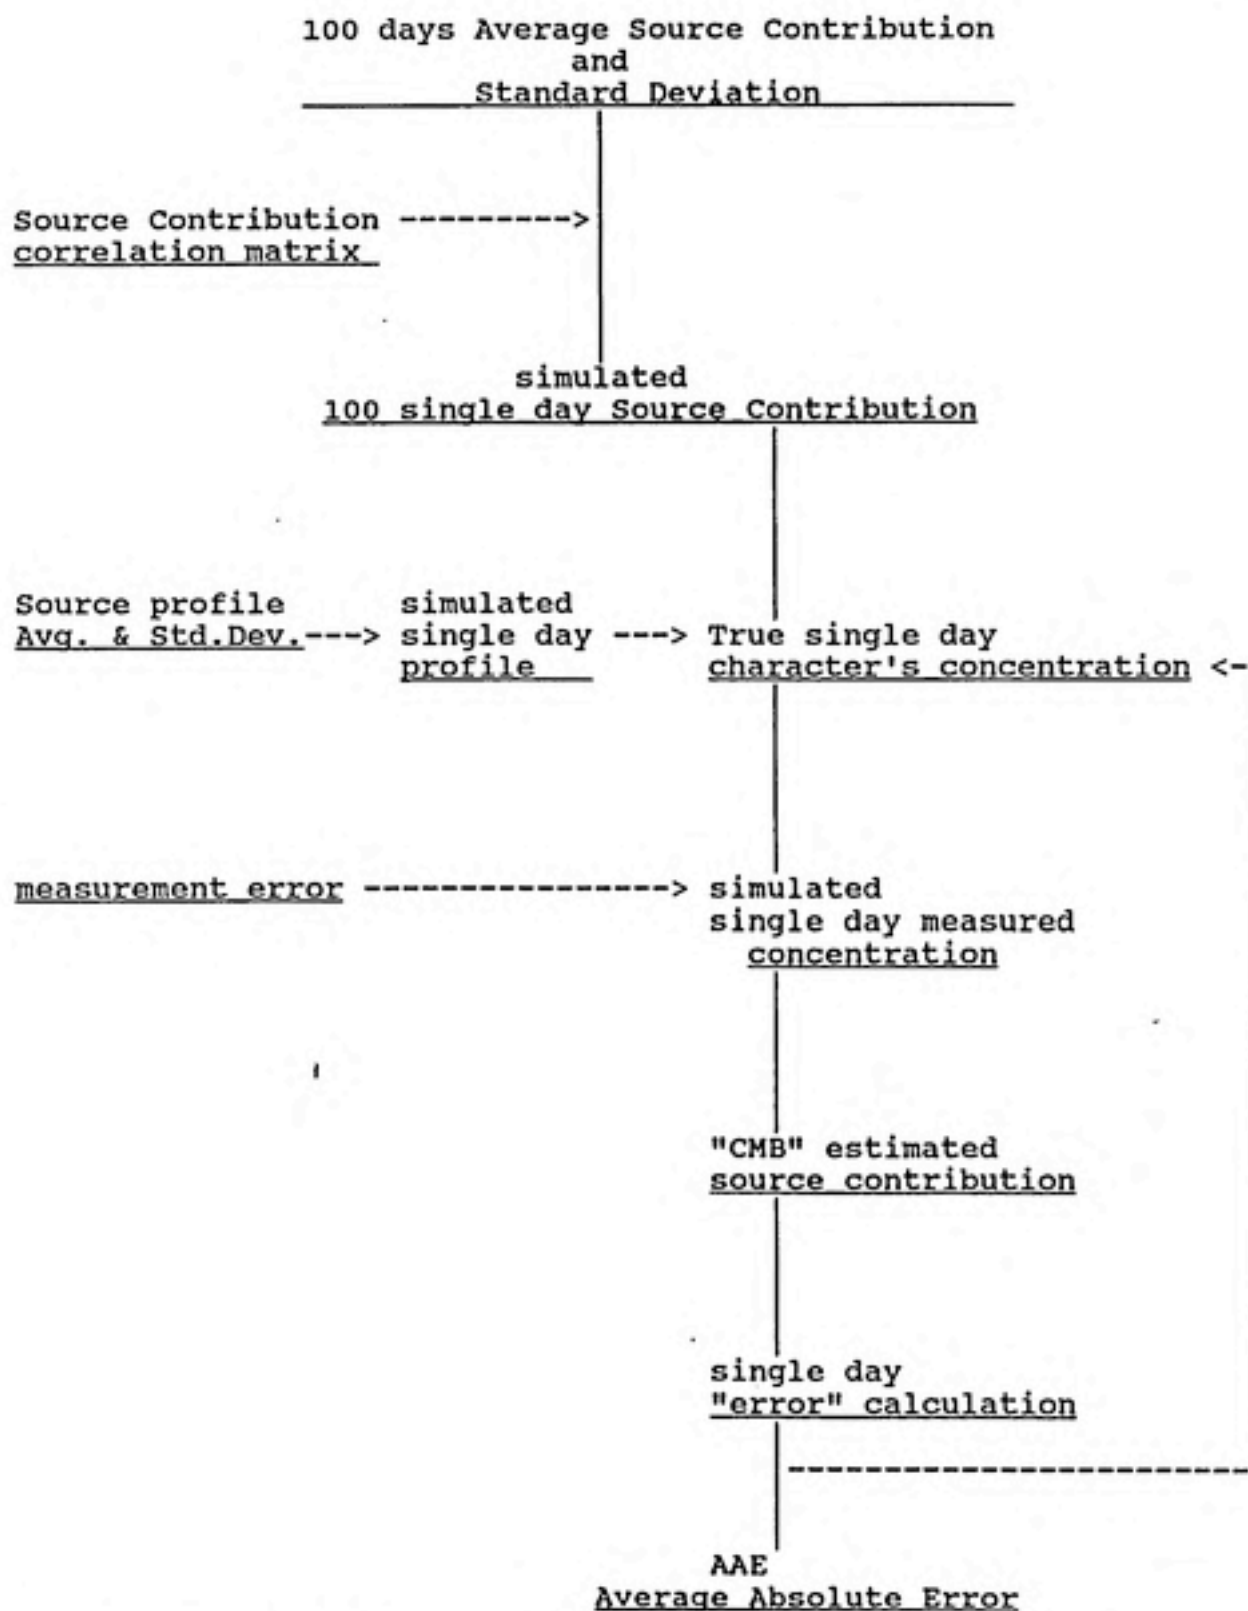 100 days Average Source Contribution
and
Standard Deviation
Source Contribution --------->
correlation matrix
simulated
100 single day Source Contribution
Source profile
Avg. & Std.Dev.--->
simulated
single day --->
profile
True single day
character's concentration <-
measurement error --------------->
simulated
single day measured
concentration
"CMB" estimated
source contribution
single day
"error" calculation
AAE
Average Absolute Error